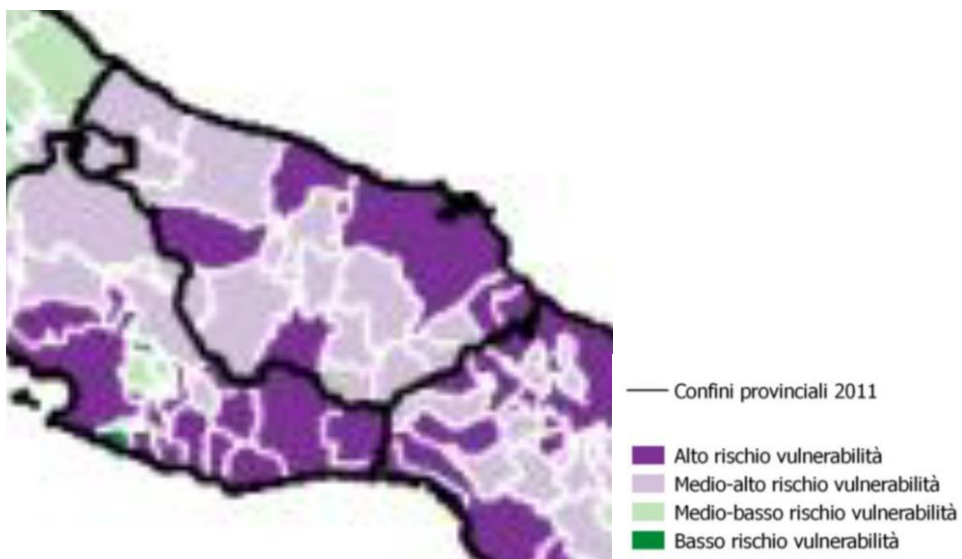 Confini provinciali 2011
Alto rischio vulnerabilità
Medio-alto rischio vulnerabilità
Medio-basso rischio vulnerabilità
Basso rischio vulnerabilità